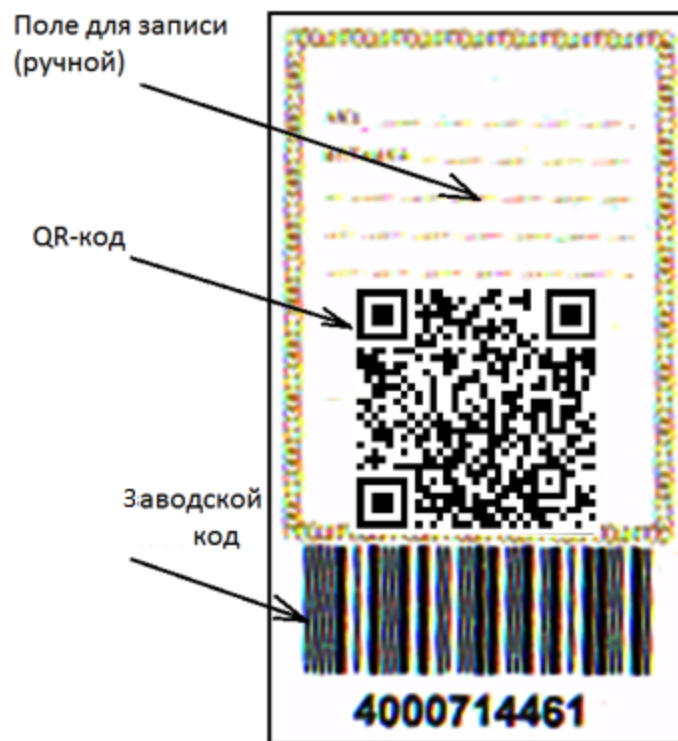 Поле для записи
(ручной)
QR-код
Заводской
код
4000714461